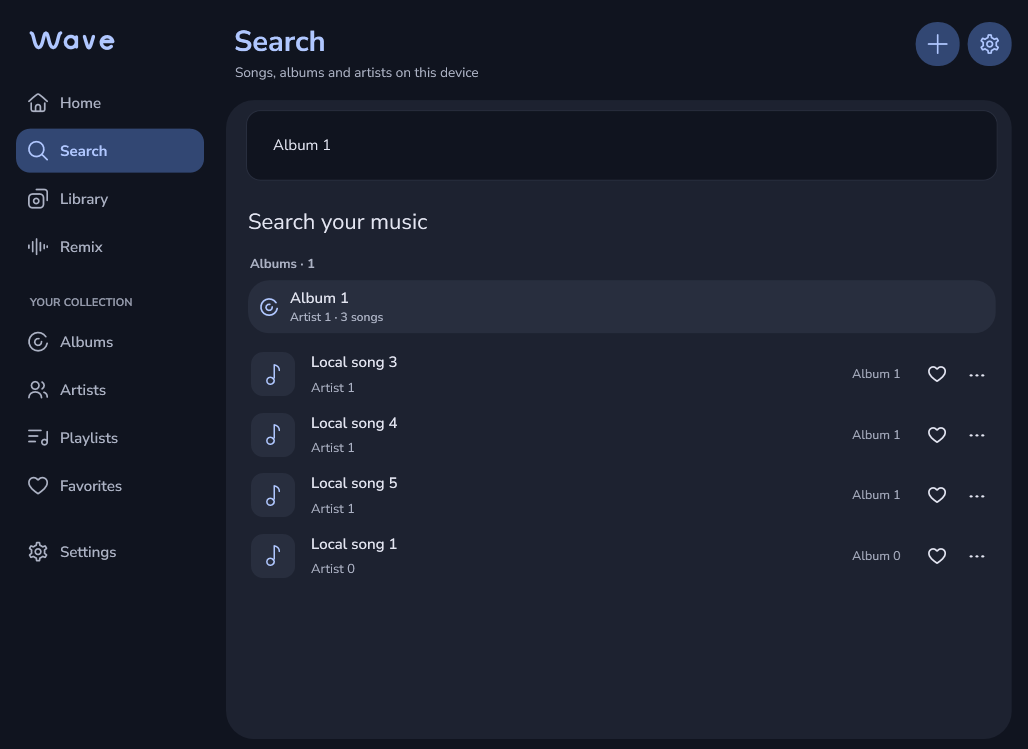 Wave
Home
Search
Library
Remix
YOUR COLLECTION
Albums
Artists
Playlists
Favorites
Settings
Search
Songs, albums and artists on this device
Album 1
Search your music
Albums · 1
Album 1
Artist 1 · 3 songs
Local song 3
Artist 1
Album 1
Local song 4
Artist 1
Album 1
Local song 5
Artist 1
Album 1
Local song 1
Artist 0
Album 0